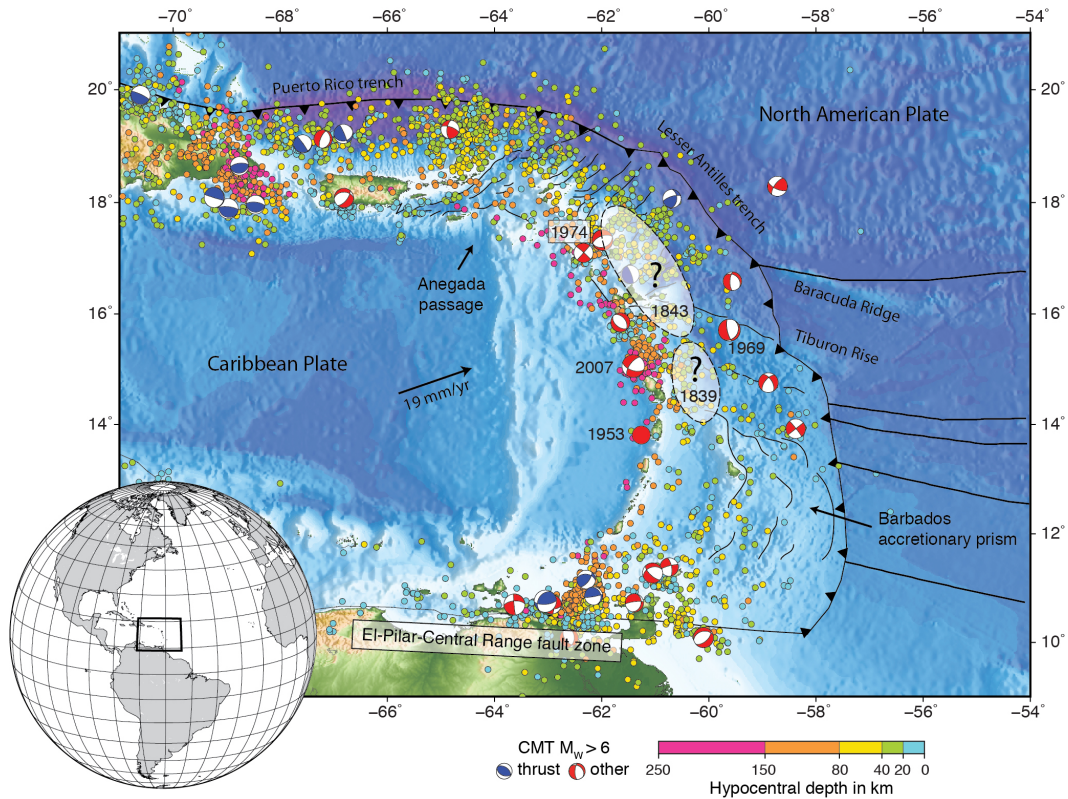 −70° −68° −66° −64° −62° −60° −58° −56° −54°
20° 20°
Puerto Rico trench
North American Plate
Lesser Antilles trench
18° 18°
1974
Anegada
passage
?
Baracuda Ridge
16° 16°
1843
Tiburon Rise
1969
Caribbean Plate
2007
?
19 mm/yr
1839
14° 14°
1953
Barbados
accretionary prism
12° 12°
El-Pilar-Central Range fault zone
10° 10°
−66° −64° −62° −60° −58° −56° −54°
CMT Mw > 6
thrust other
250 150 80 40 20 0
Hypocentral depth in km